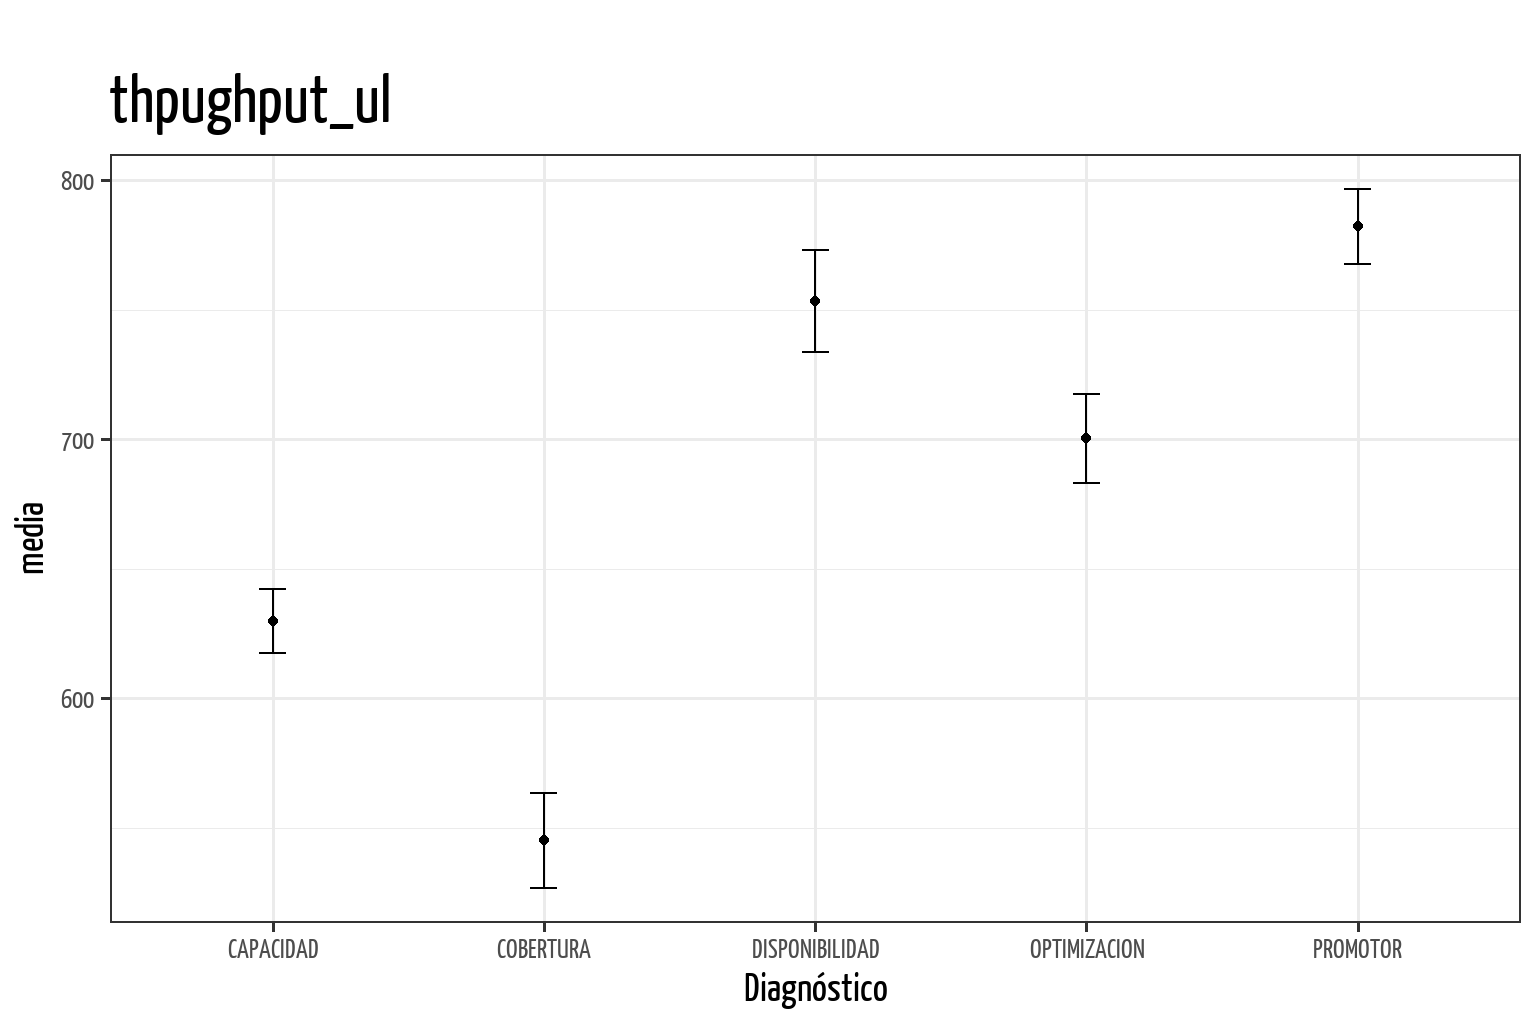 thpughput_ul
800
700
600
media
CAPACIDAD COBERTURA DISPONIBILIDAD OPTIMIZACION PROMOTOR
Diagnóstico